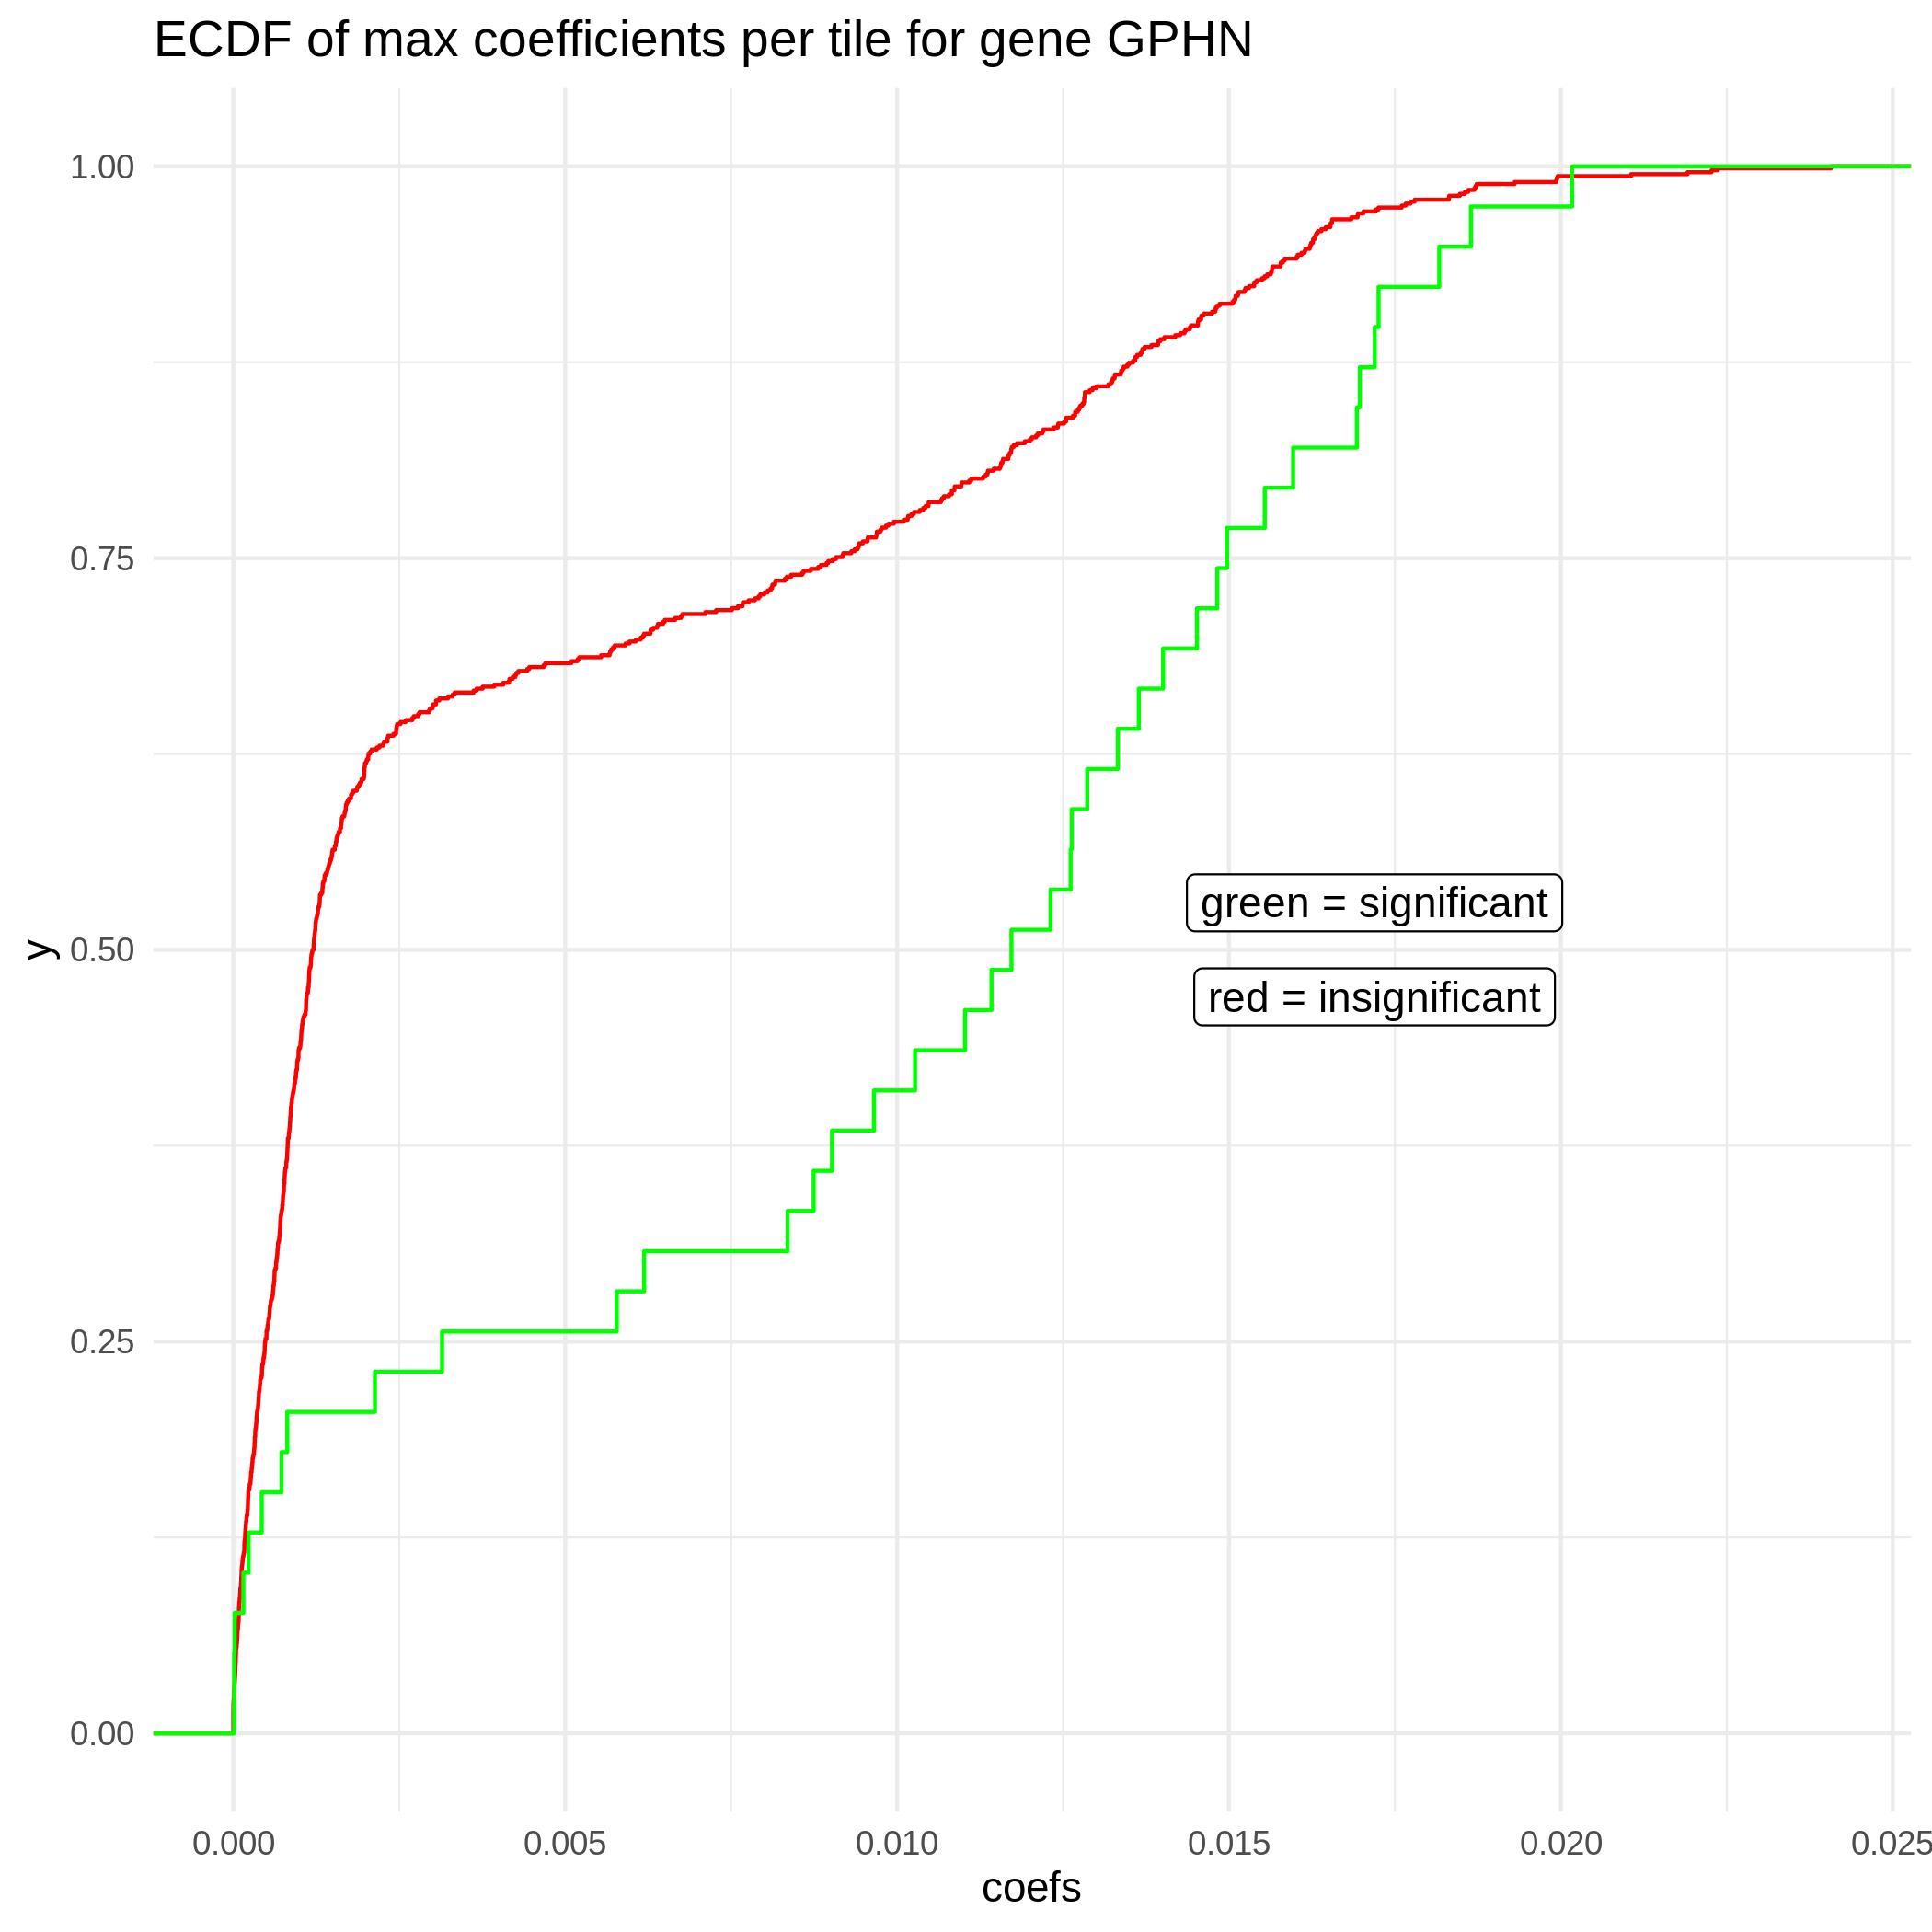 ECDF of max coefficients per tile for gene GPHN
1.00
0.75
0.50
0.25
0.00
y
green = significant
red = insignificant
0.000 0.005 0.010 0.015 0.020 0.025
coefs